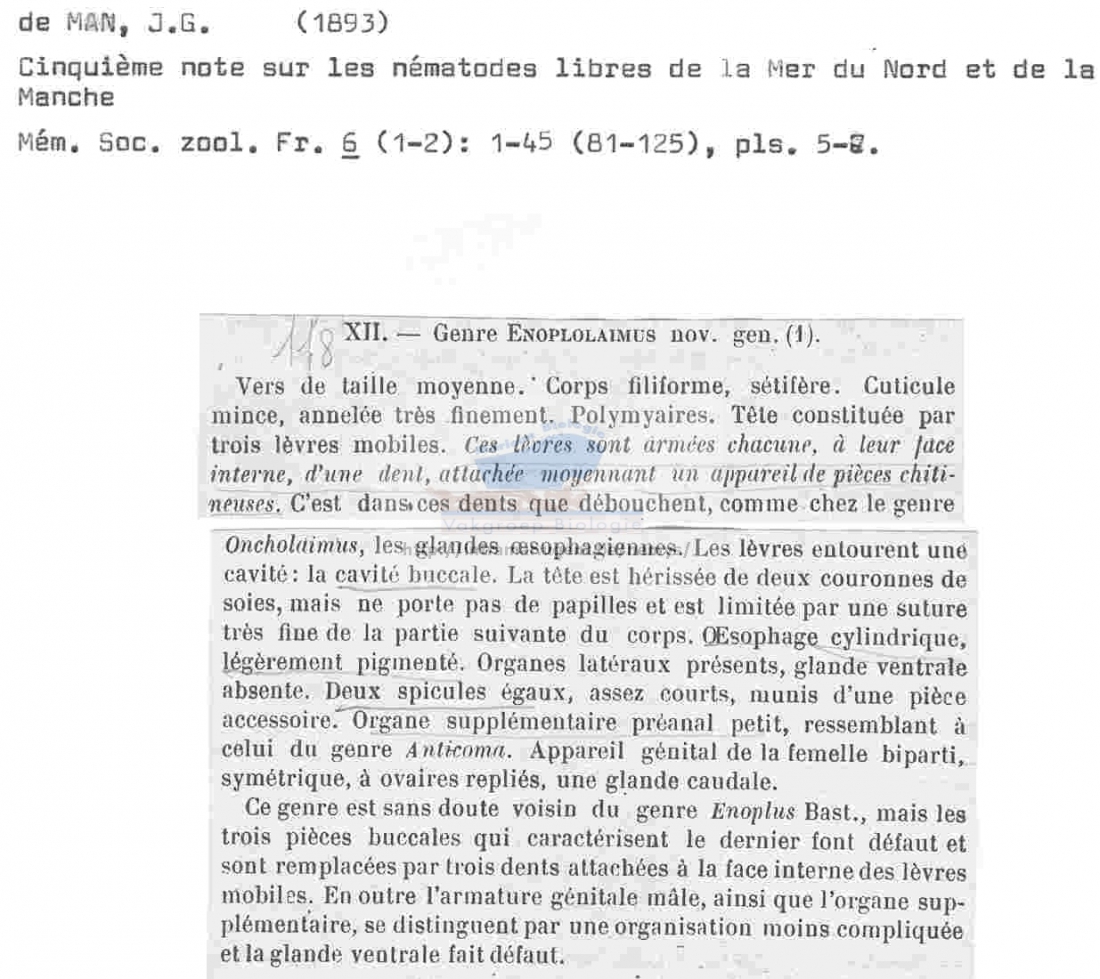 de MAN, J.G. (1893)
Cinquième note sur les nématodes libres de la Mer du Nord et de la
Manche
Mém. Soc. zool. Fr. 6 (1-2): 1-45 (81-125), pls. 5-
118
XII. — Genre ENOPLOLAIMUS nov. gen. (1).
Vers de taille moyenne. Corps filiforme, sétifère. Cuticule
mince, annelée très finement. Polymyaires. Tête constituée par
trois lèvres mobiles. Ces lèvres sont armées chacune, à leur face
interne, d'une dent, attachée moyennant un appareil de pièces chiti-
neuses. C'est dans ces dents que débouchent, comme chez le genre
Vakgroep Biologie
Oncholaimus, les glandes œsophagiennes. Les lèvres entourent une
cavité : la cavité buccale. La tête est hérissée de deux couronnes de
soies, mais ne porte pas de papilles et est limitée par une suture
très fine de la partie suivante du corps. Œsophage cylindrique,
légèrement pigmenté. Organes latéraux présents, glande ventrale
absente. Deux spicules égaux, assez courts, munis d'une pièce
accessoire. Organe supplémentaire préanal petit, ressemblant à
celui du genre Anticoma. Appareil génital de la femelle biparti,
symétrique, à ovaires repliés, une glande caudale.
Ce genre est sans doute voisin du genre Enoplus Bast., mais les
trois pièces buccales qui caractérisent le dernier font défaut et
sont remplacées par trois dents attachées à la face interne des lèvres
mobiles. En outre l'armature génitale mâle, ainsi que l'organe sup-
plémentaire, se distinguent par une organisation moins compliquée
et la glande ventrale fait défaut.